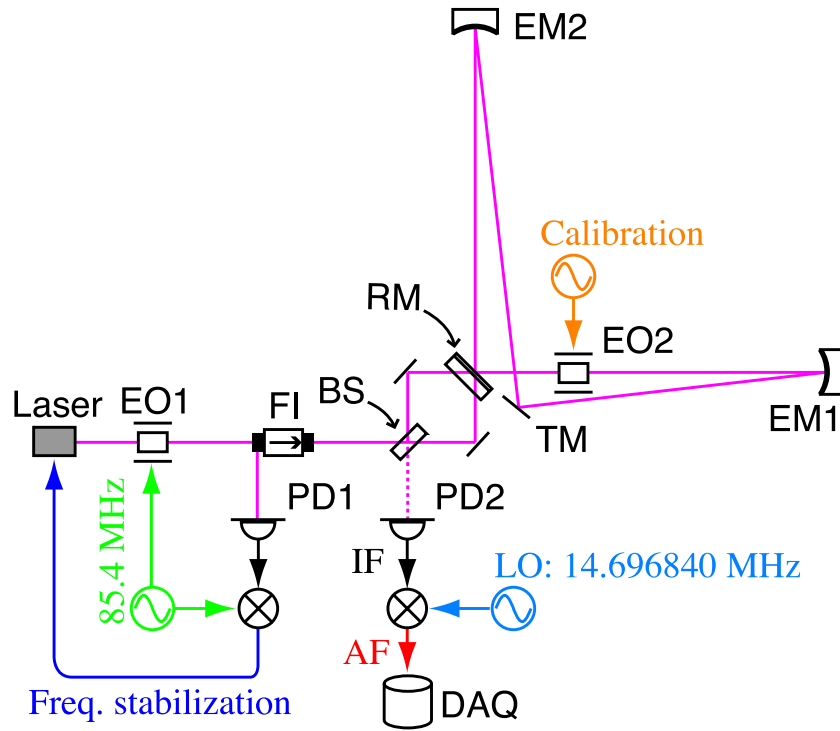 EM2
Calibration
RM
EO2
BS
Laser
EO1
FI
TM
EM1
PD1
PD2
85.4 MHz
IF
LO: 14.696840 MHz
AF
Freq. stabilization
DAQ